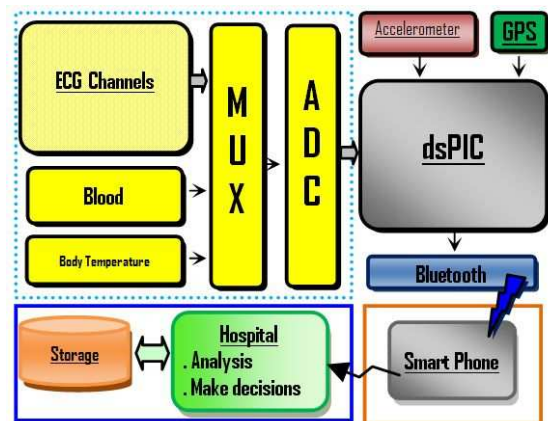 ECG Channels
Blood
Body Temperature
M
U
X
A
D
C
Accelerometer
GPS
dsPIC
Bluetooth
Storage
Hospital
. Analysis
. Make decisions
Smart Phone